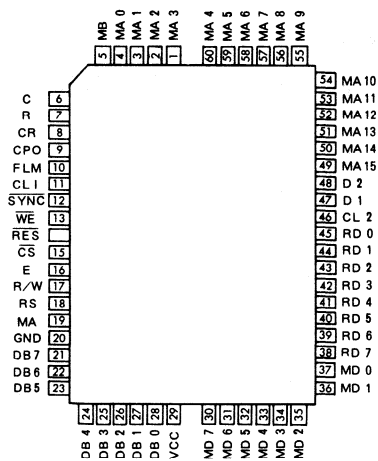 MB MA 0 MA 1 MA 2 MA 3 MA 4 MA 5 MA 6 MA 7 MA 8 MA 9
5 4 3 2 1 60 59 58 57 56 55
C 6
R 7
CR 8
CPO 9
FLM 10
CLI 11
SYNC 12
WE 13
RES
CS 15
E 16
R/W 17
RS 18
MA 19
GND 20
DB7 21
DB6 22
DB5 23
54 MA 10
53 MA 11
52 MA 12
51 MA 13
50 MA 14
49 MA 15
48 D 2
47 D 1
46 CL 2
45 RD 0
44 RD 1
43 RD 2
42 RD 3
41 RD 4
40 RD 5
39 RD 6
38 RD 7
37 MD 0
36 MD 1
24 25 26 27 28 29 30 31 32 33 34 35
DB 4 DB 3 DB 2 DB 1 DB 0 VCC MD 7 MD 6 MD 5 MD 4 MD 3 MD 2